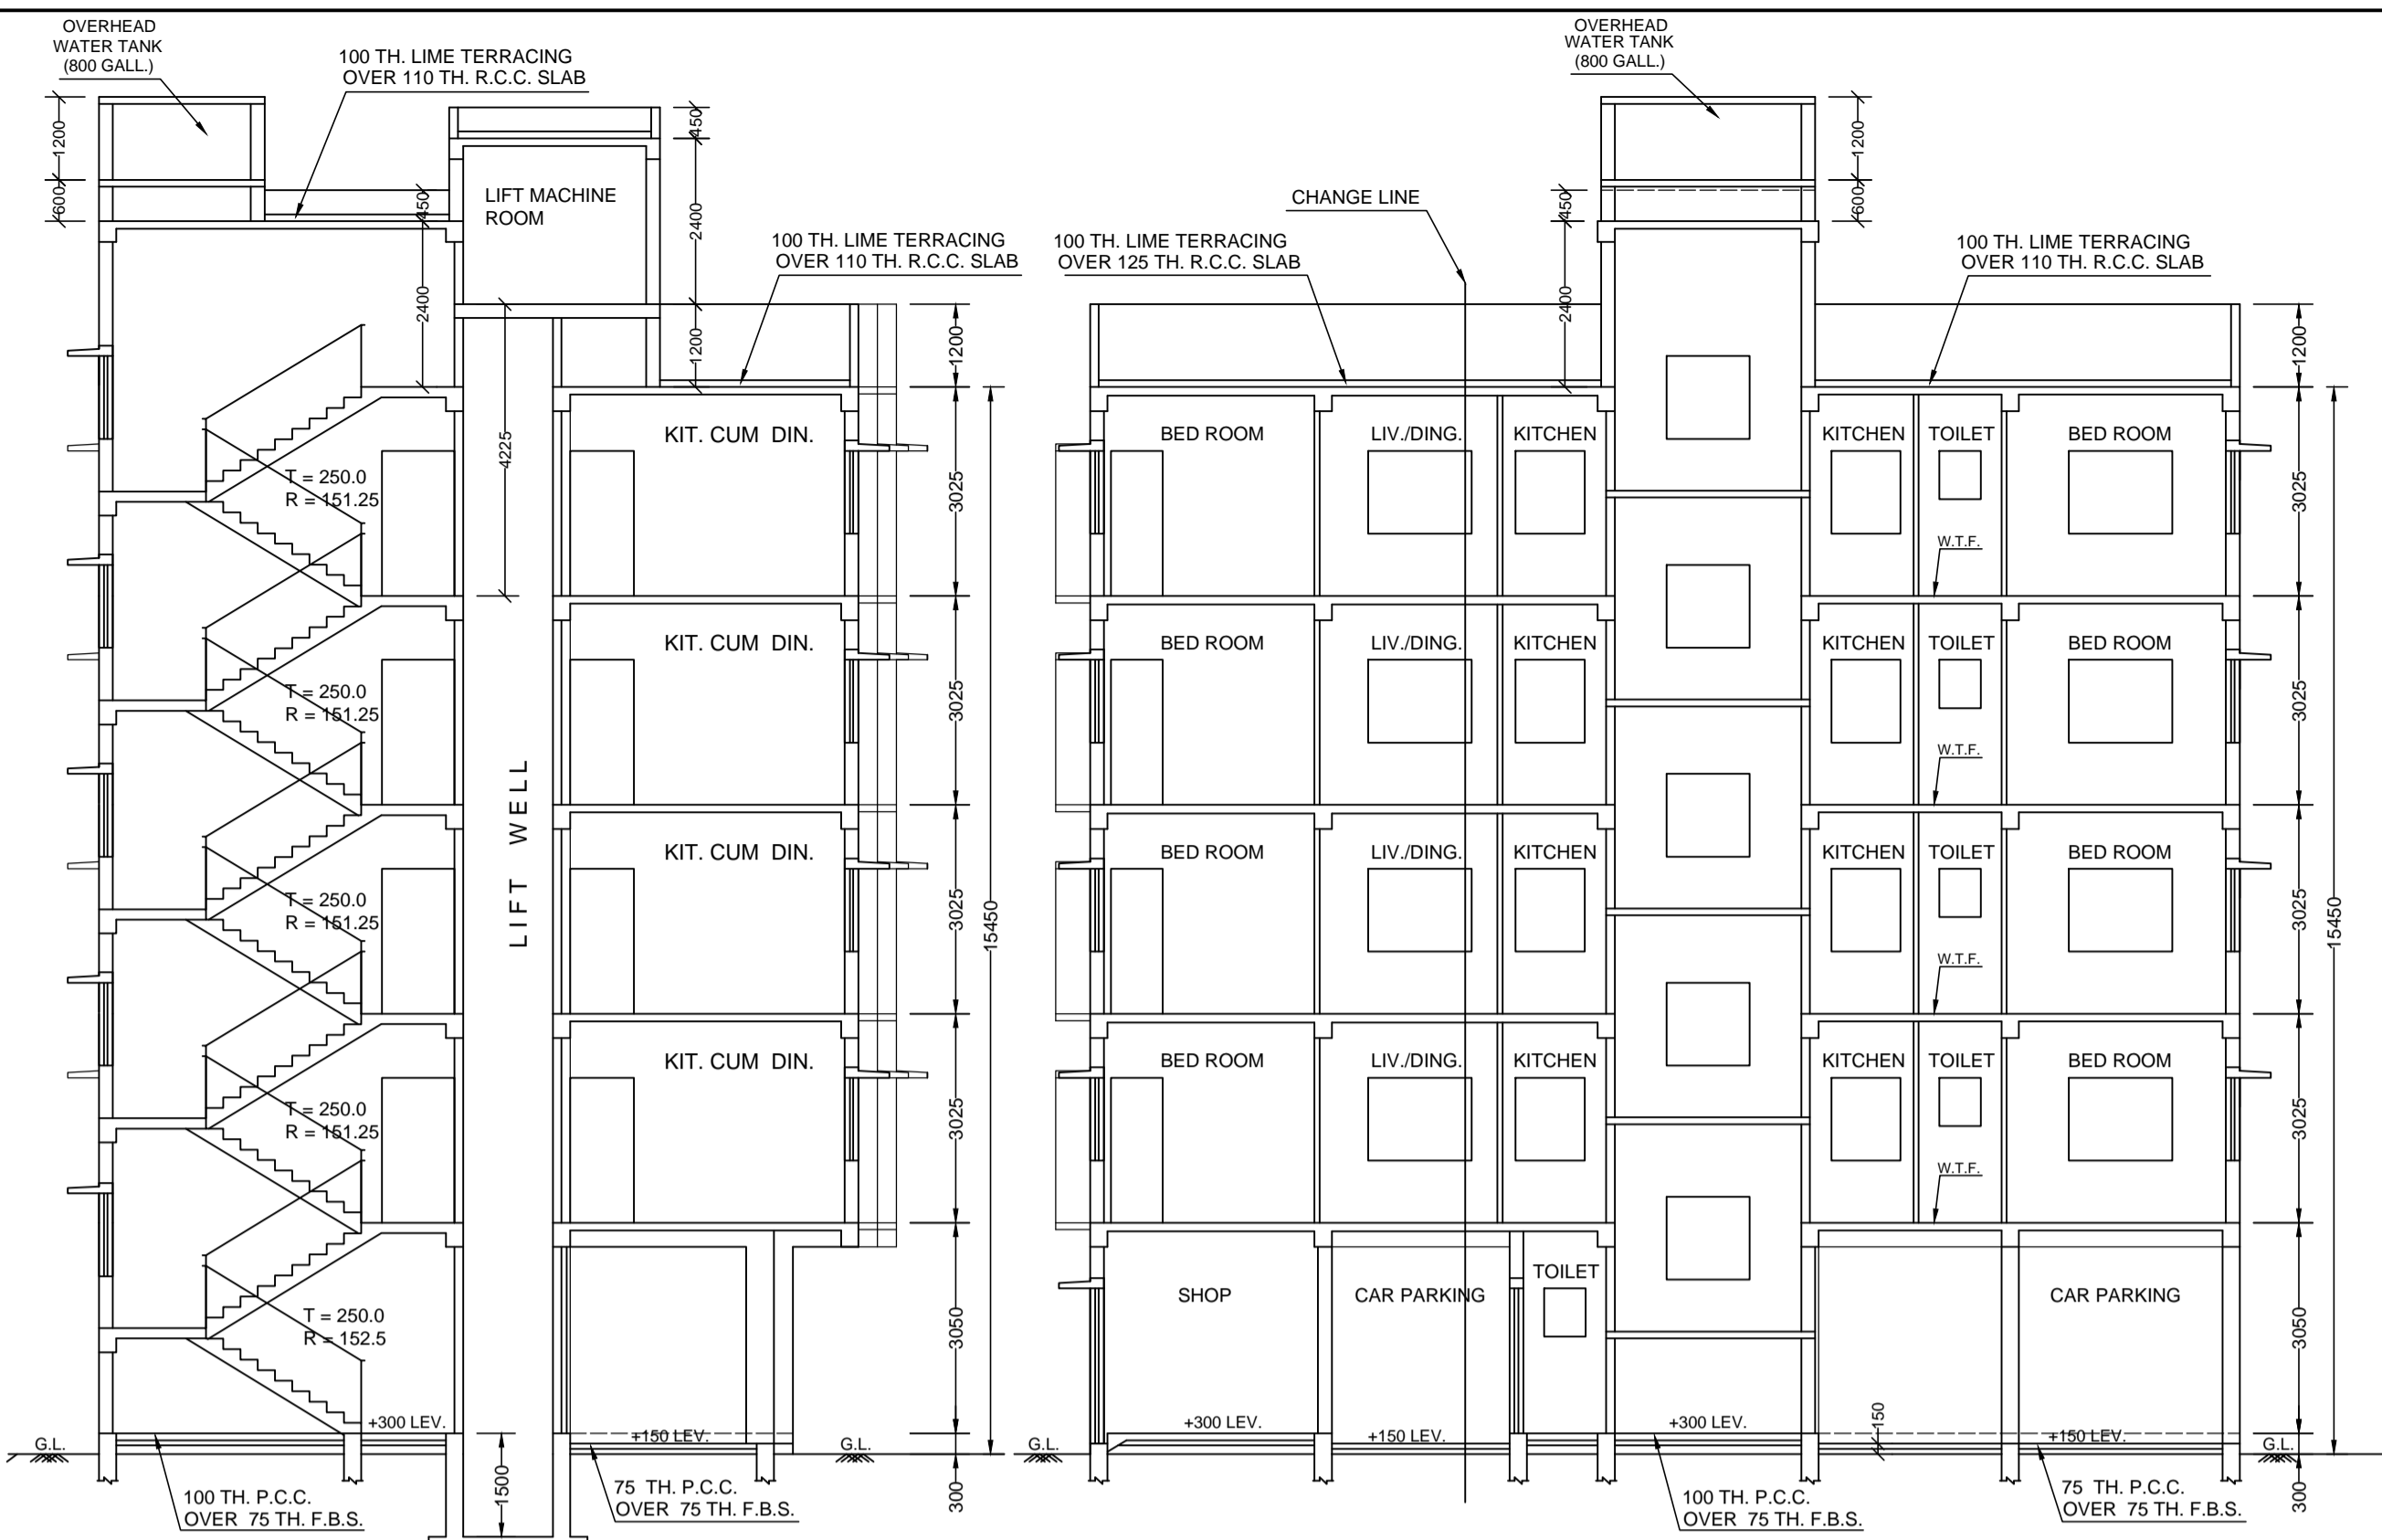 OVERHEAD
WATER TANK
(800 GALL.)
100 TH. LIME TERRACING
OVER 110 TH. R.C.C. SLAB
1200
600
450
2400
LIFT MACHINE
ROOM
450
2400
1200
100 TH. LIME TERRACING
OVER 110 TH. R.C.C. SLAB
1200
4225
KIT. CUM DIN.
T = 250.0
R = 151.25
3025
KIT. CUM DIN.
T = 250.0
R = 151.25
3025
LIFT WELL
KIT. CUM DIN.
T = 250.0
R = 151.25
3025
15450
KIT. CUM DIN.
T = 250.0
R = 151.25
3025
T = 250.0
R = 152.5
3050
+300 LEV.
+150 LEV.
G.L.
G.L.
1500
300
100 TH. P.C.C.
OVER 75 TH. F.B.S.
75 TH. P.C.C.
OVER 75 TH. F.B.S.
OVERHEAD
WATER TANK
(800 GALL.)
1200
600
450
2400
CHANGE LINE
100 TH. LIME TERRACING
OVER 125 TH. R.C.C. SLAB
100 TH. LIME TERRACING
OVER 110 TH. R.C.C. SLAB
1200
BED ROOM
LIV./DING.
KITCHEN
KITCHEN
TOILET
BED ROOM
W.T.F.
3025
BED ROOM
LIV./DING.
KITCHEN
KITCHEN
TOILET
BED ROOM
W.T.F.
3025
BED ROOM
LIV./DING.
KITCHEN
KITCHEN
TOILET
BED ROOM
W.T.F.
3025
15450
BED ROOM
LIV./DING.
KITCHEN
KITCHEN
TOILET
BED ROOM
W.T.F.
3025
SHOP
CAR PARKING
TOILET
CAR PARKING
3050
+300 LEV.
+150 LEV.
+300 LEV.
150
+150 LEV.
G.L.
G.L.
300
100 TH. P.C.C.
OVER 75 TH. F.B.S.
75 TH. P.C.C.
OVER 75 TH. F.B.S.